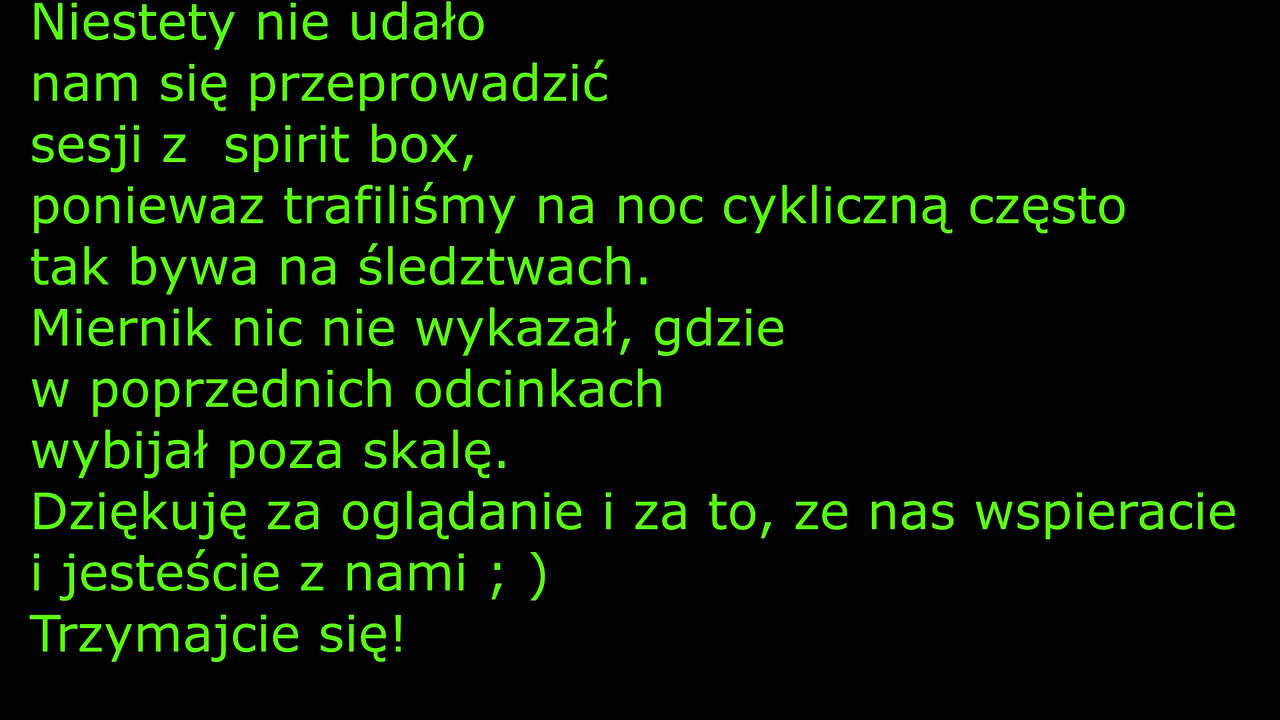 Niestety nie udało
nam się przeprowadzić
sesji z  spirit box,
poniewaz trafiliśmy na noc cykliczną często
tak bywa na śledztwach.
Miernik nic nie wykazał, gdzie
w poprzednich odcinkach
wybijał poza skalę.
Dziękuję za oglądanie i za to, ze nas wspieracie
i jesteście z nami ; )
Trzymajcie się!